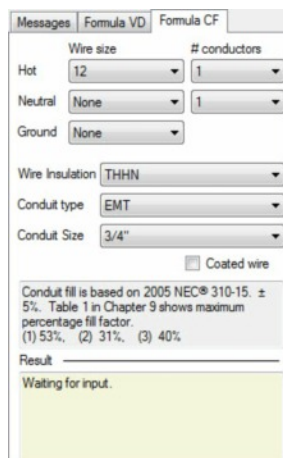 Messages Formula VD Formula CF
Wire size # conductors
Hot 12 1
Neutral None 1
Ground None
Wire Insulation THHN
Conduit type EMT
Conduit Size 3/4"
Coated wire
Conduit fill is based on 2005 NEC® 310-15. ±
5%. Table 1 in Chapter 9 shows maximum
percentage fill factor.
(1) 53%, (2) 31%, (3) 40%
Result
Waiting for input.